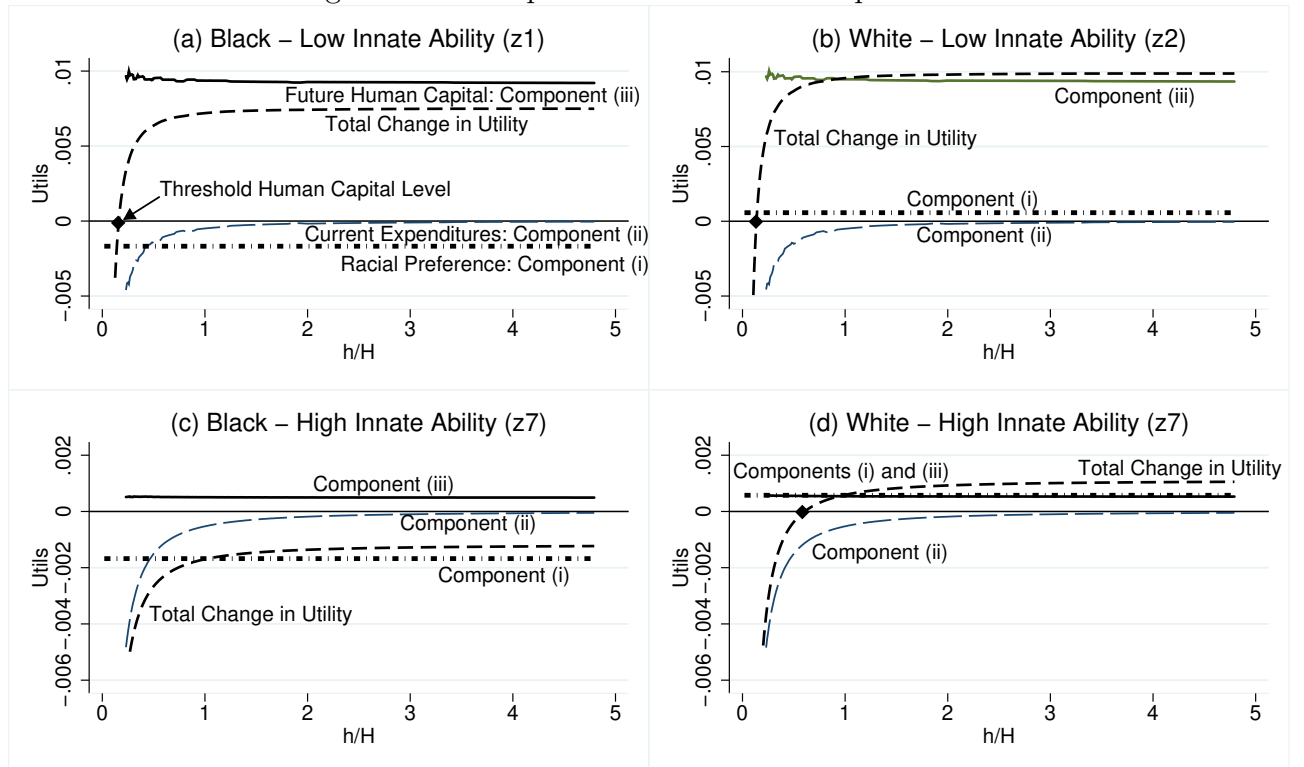 (a) Black – Low Innate Ability (z1)
Utils
.01
.005
0
-.005
Future Human Capital: Component (iii)
Total Change in Utility
Threshold Human Capital Level
Current Expenditures: Component (ii)
Racial Preference: Component (i)
0 1 2 3 4 5
h/H
(b) White – Low Innate Ability (z2)
Utils
.01
.005
0
-.005
Component (iii)
Total Change in Utility
Component (i)
Component (ii)
0 1 2 3 4 5
h/H
(c) Black – High Innate Ability (z7)
Utils
.002
0
-.002
-.004
-.006
Component (iii)
Component (ii)
Component (i)
Total Change in Utility
0 1 2 3 4 5
h/H
(d) White – High Innate Ability (z7)
Utils
.002
0
-.002
-.004
-.006
Components (i) and (iii)
Total Change in Utility
Component (ii)
0 1 2 3 4 5
h/H